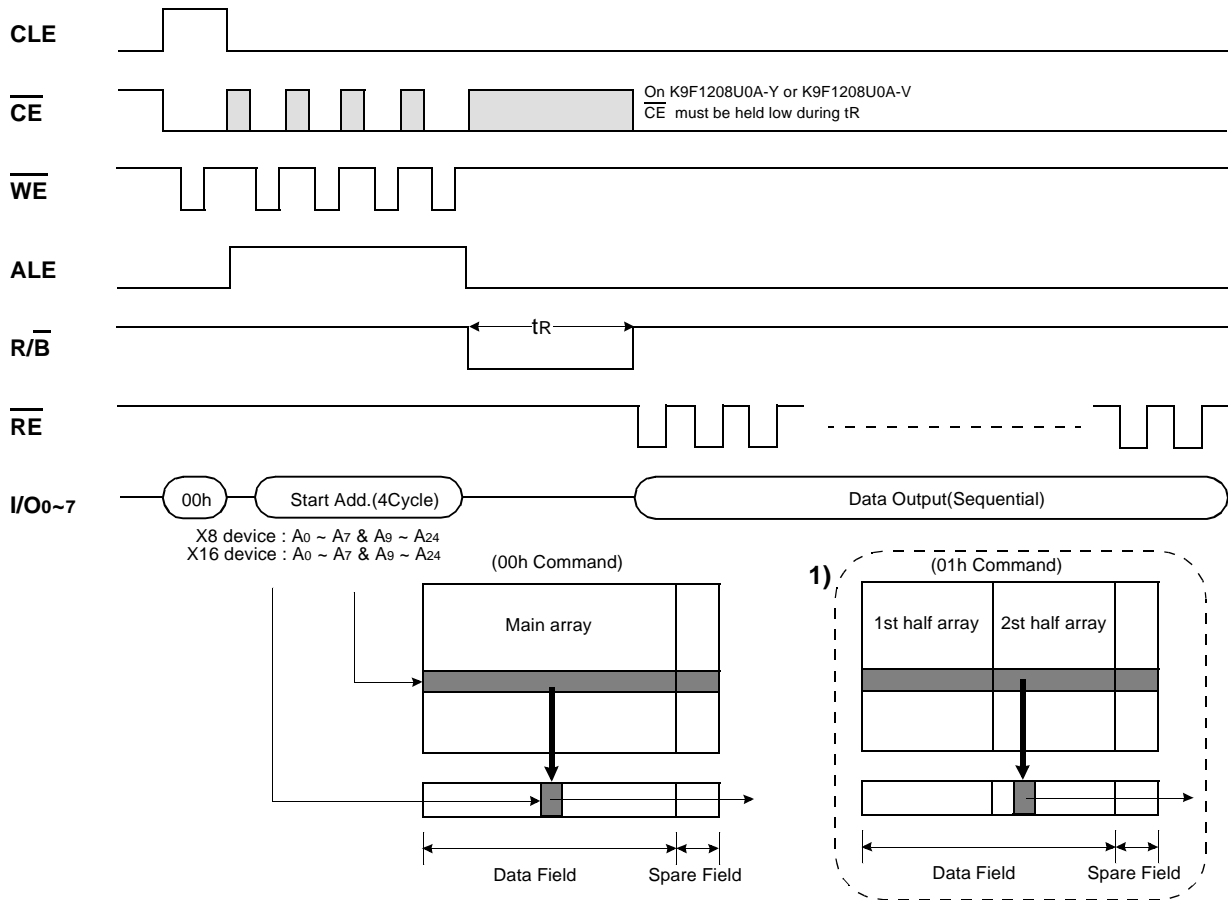 CLE
CE
On K9F1208U0A-Y or K9F1208U0A-V
CE must be held low during tR
WE
ALE
R/B
tR
RE
I/O0~7
00h
Start Add.(4Cycle)
Data Output(Sequential)
X8 device : A0 ~ A7 & A9 ~ A24
X16 device : A0 ~ A7 & A9 ~ A24
(00h Command)
Main array
Data Field
Spare Field
1)
(01h Command)
1st half array
2st half array
Data Field
Spare Field